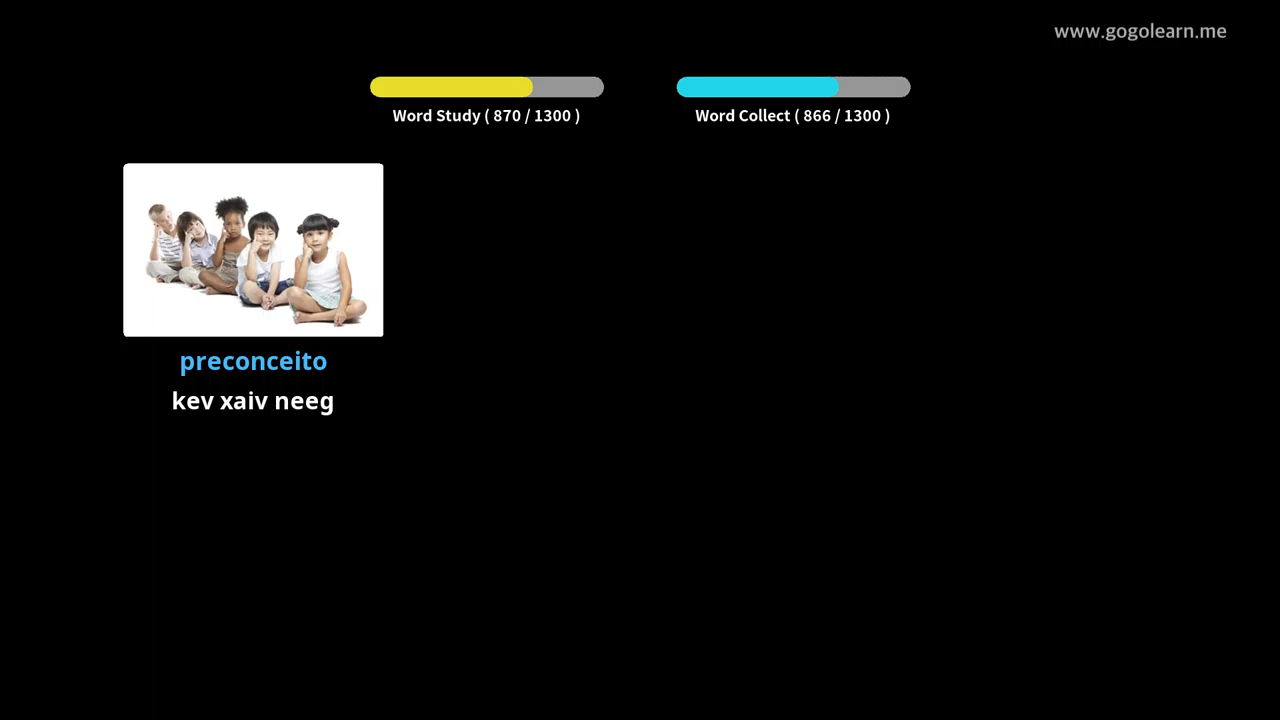 www.gogolearn.me
Word Study ( 870 / 1300 )
Word Collect ( 866 / 1300 )
preconceito
kev xaiv neeg